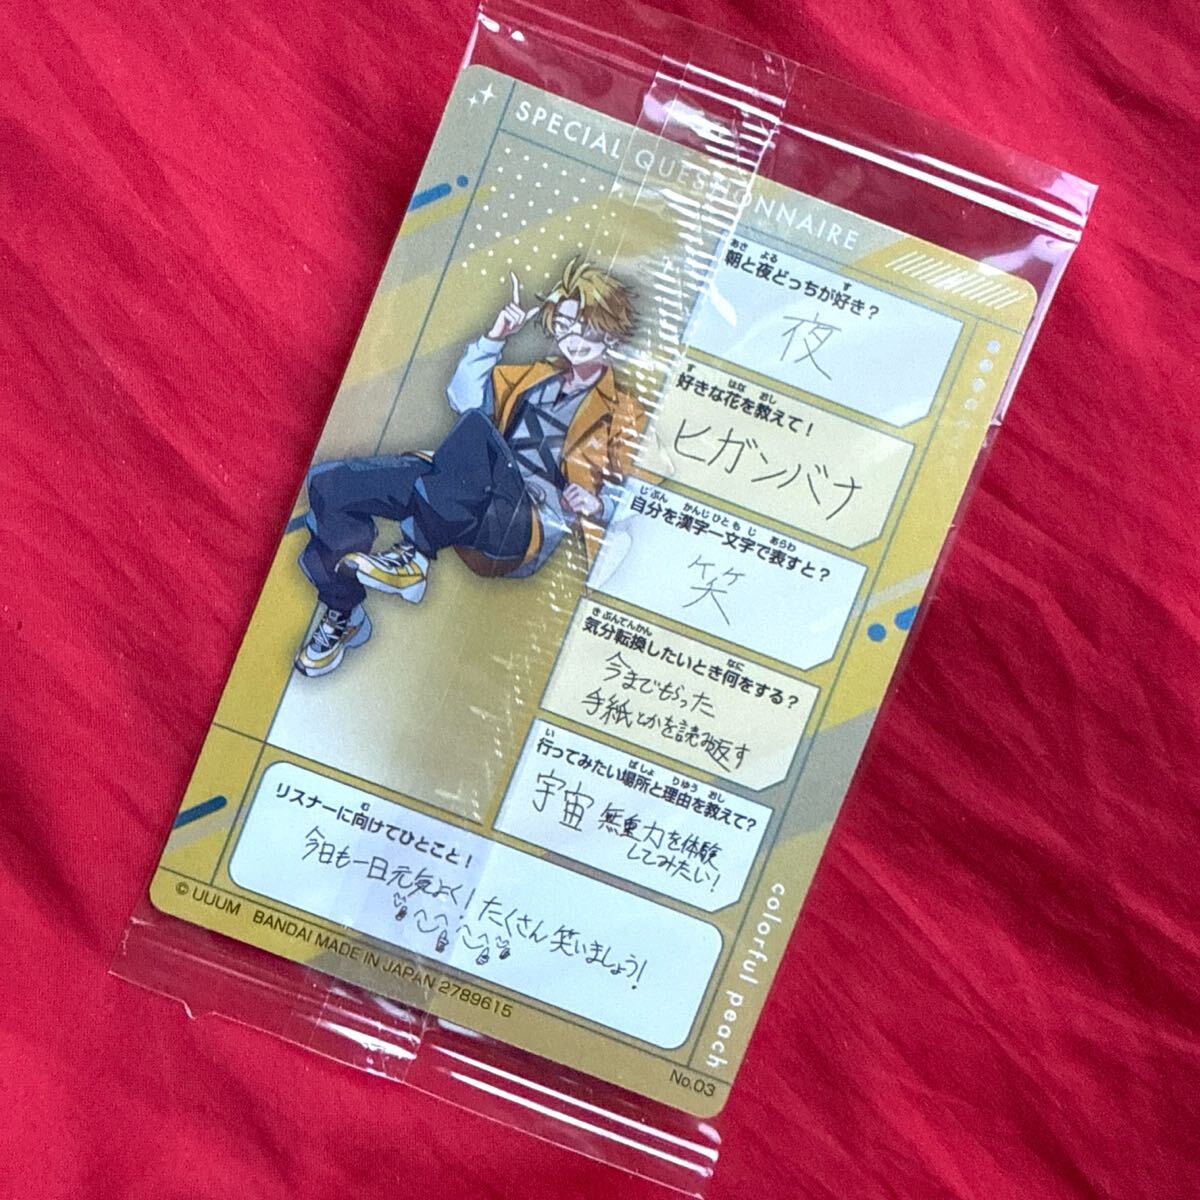 SPECIAL QUESTIONNAIRE
あさ よる す
朝と夜どっちが好き?
夜
す はな おし
好きな花を教えて!
ヒガンバナ
じぶん かんじひともじ あらわ
自分を漢字一文字で表すと?
笑
きぶんてんかん なに
気分転換したいとき何をする?
今までもらった
手紙とかを読み返す
い ばしょ りゆう おし
行ってみたい場所と理由を教えて?
宇宙 無重力を体験
してみたい!
む
リスナーに向けてひとこと!
今日も一日元気よく!たくさん笑いましょう!
© UUUM BANDAI MADE IN JAPAN 2789615
colorful peach
No.03